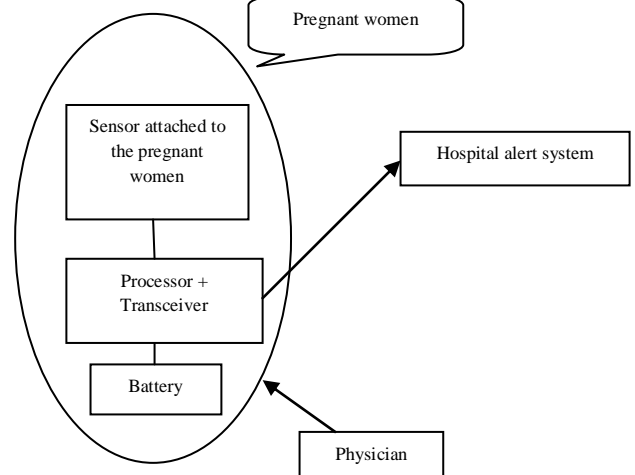 Pregnant women
Sensor attached to
the pregnant
women
Hospital alert system
Processor +
Transceiver
Battery
Physician